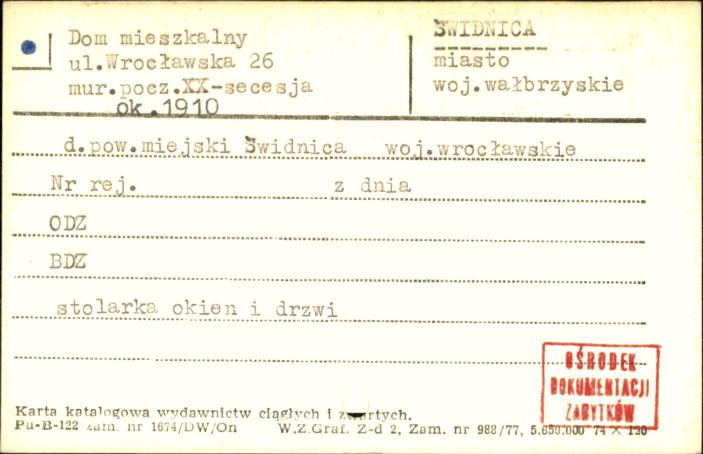 Dom mieszkalny
ul.Wrocławska 26
mur.pocz.XX-secesja
ok.1910
ŚWIDNICA
miasto
woj.wałbrzyskie
d.pow.miejski Świdnica woj.wrocławskie
Nr rej. z dnia
ODZ
BDZ
stolarka okien i drzwi
OŚRODEK
DOKUMENTACJI
ZABYTKÓW
Karta katalogowa wydawnictw ciągłych i zwartych.
Pu-B-122 zam. nr 1674/DW/On W.Z.Graf. Z-d 2, Zam. nr 988/77, 5.650.000 74 × 120